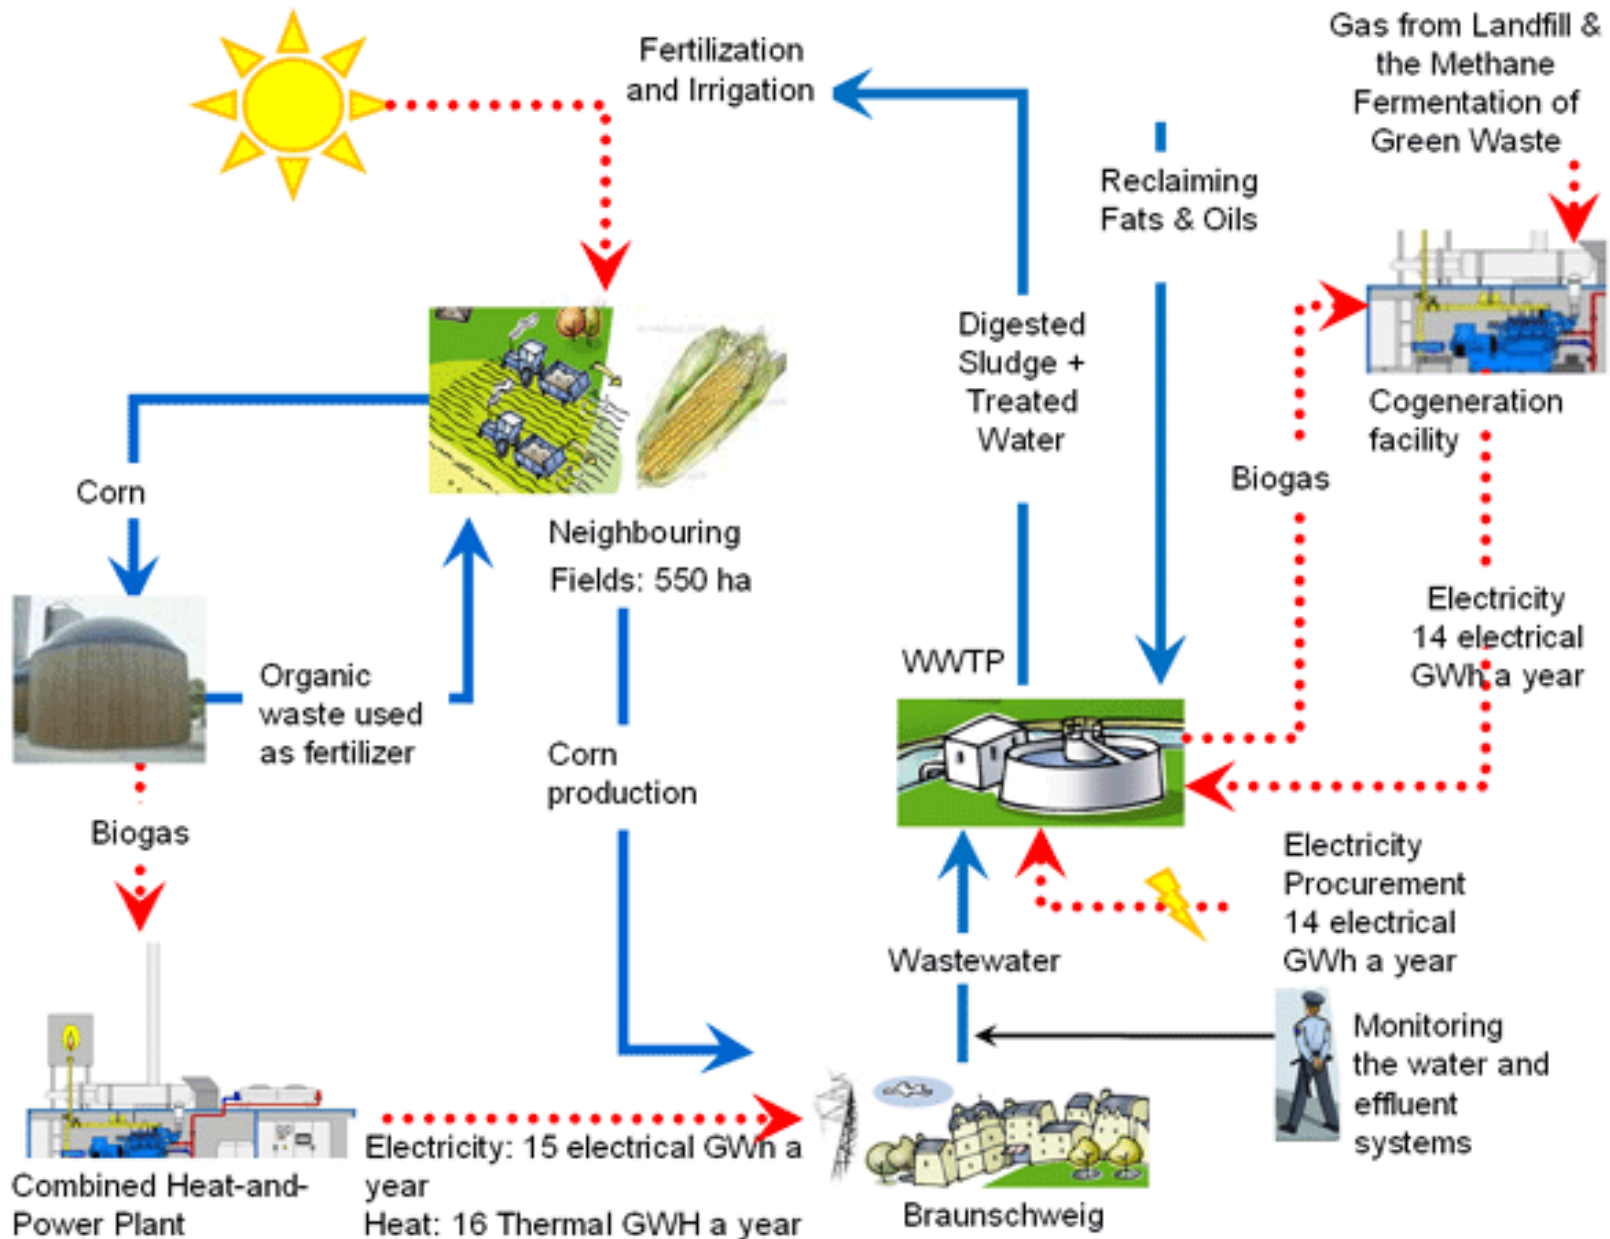 Fertilization
and Irrigation
Gas from Landfill &
the Methane
Fermentation of
Green Waste
Reclaiming
Fats & Oils
Digested
Sludge +
Treated
Water
Cogeneration
facility
Biogas
Corn
Neighbouring
Fields: 550 ha
Electricity
14 electrical
GWh a year
WWTP
Organic
waste used
as fertilizer
Corn
production
Biogas
Electricity
Procurement
14 electrical
GWh a year
Wastewater
Monitoring
the water and
effluent
systems
Electricity: 15 electrical GWh a
year
Heat: 16 Thermal GWH a year
Combined Heat-and-
Power Plant
Braunschweig